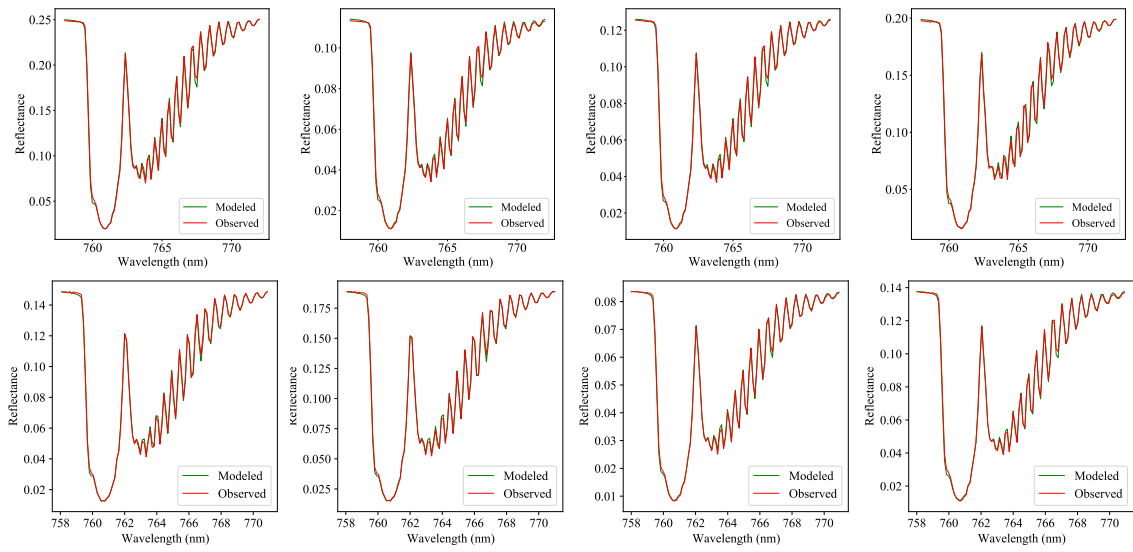 0.25
0.20
0.15
0.10
0.05
Reflectance
760
765
770
Wavelength (nm)
Modeled
Observed
0.10
0.08
0.06
0.04
0.02
Reflectance
760
765
770
Wavelength (nm)
Modeled
Observed
0.12
0.10
0.08
0.06
0.04
0.02
Reflectance
760
765
770
Wavelength (nm)
Modeled
Observed
0.20
0.15
0.10
0.05
Reflectance
760
765
770
Wavelength (nm)
Modeled
Observed
0.14
0.12
0.10
0.08
0.06
0.04
0.02
Reflectance
758
760
762
764
766
768
770
Wavelength (nm)
Modeled
Observed
0.175
0.150
0.125
0.100
0.075
0.050
0.025
Reflectance
758
760
762
764
766
768
770
Wavelength (nm)
Modeled
Observed
0.08
0.07
0.06
0.05
0.04
0.03
0.02
0.01
Reflectance
758
760
762
764
766
768
770
Wavelength (nm)
Modeled
Observed
0.14
0.12
0.10
0.08
0.06
0.04
0.02
Reflectance
758
760
762
764
766
768
770
Wavelength (nm)
Modeled
Observed